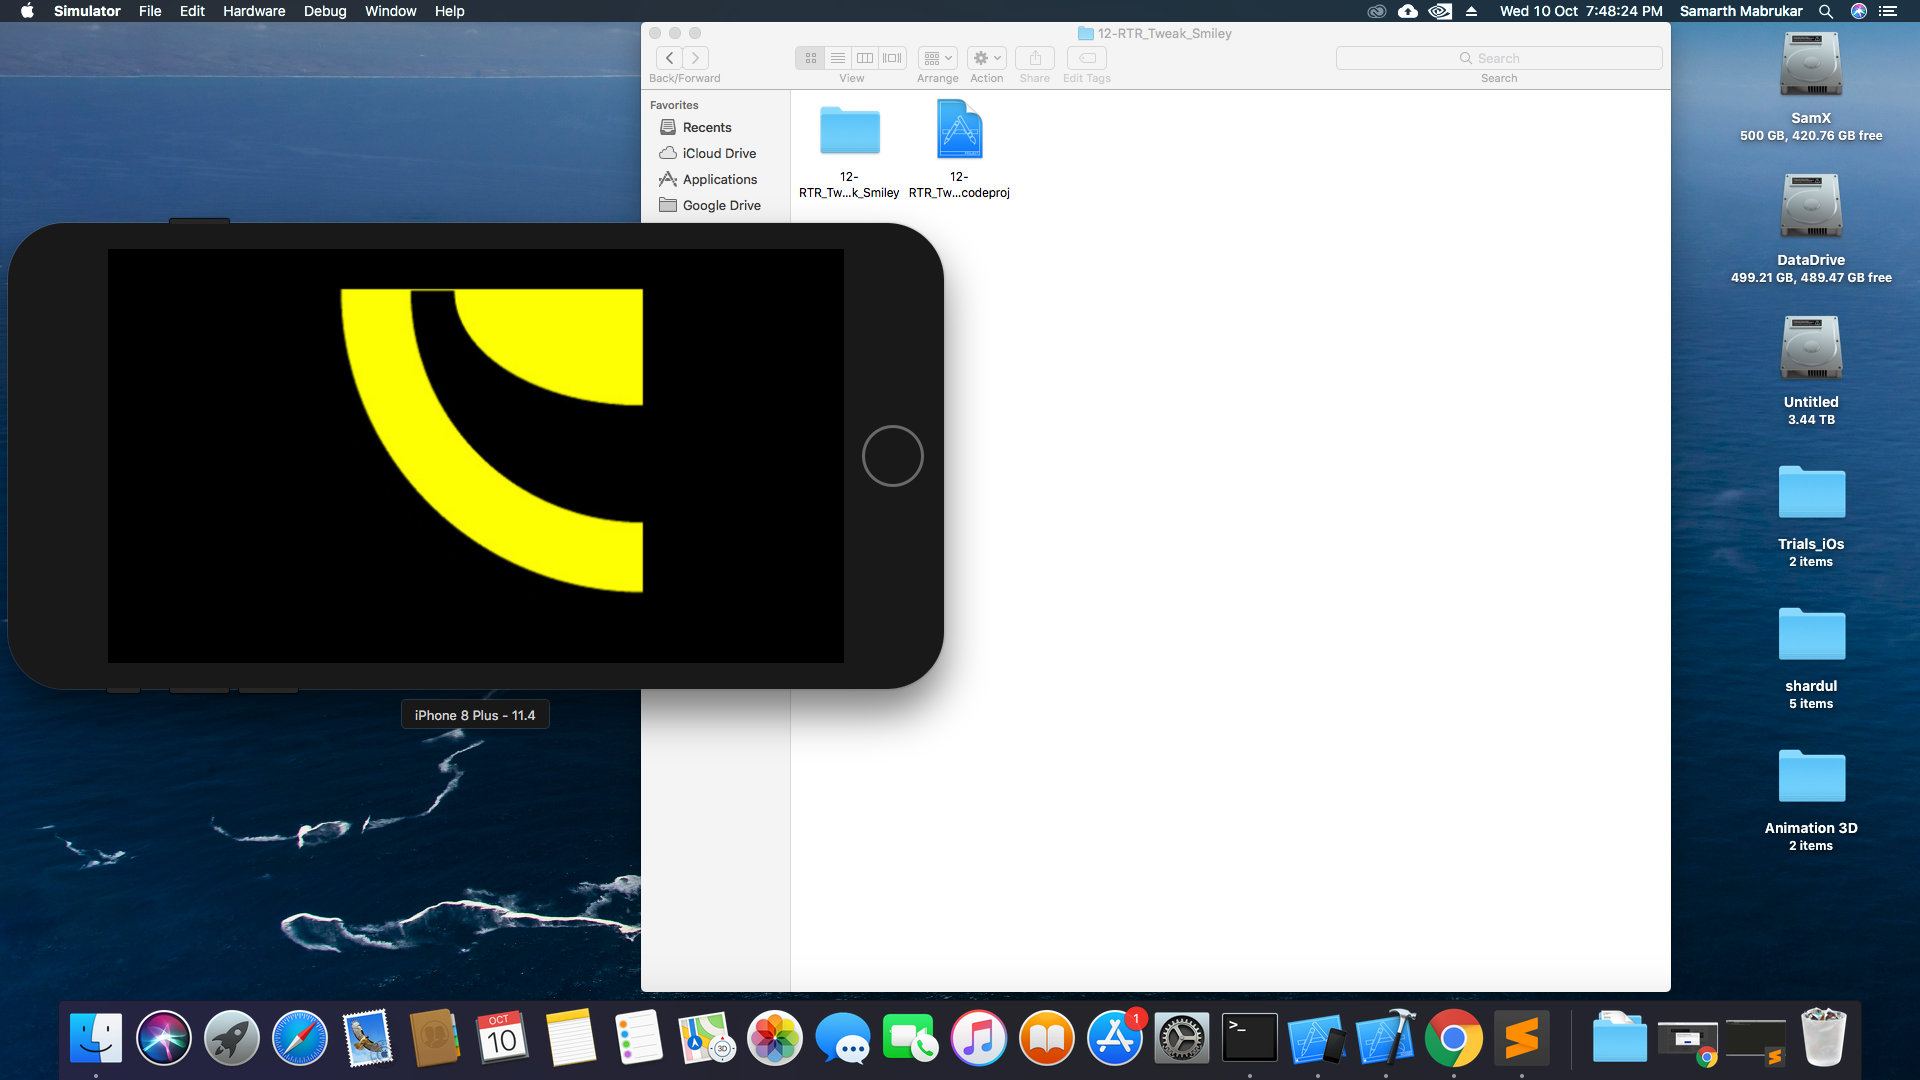 Simulator File Edit Hardware Debug Window Help
Wed 10 Oct 7:48:24 PM Samarth Mabrukar
12-RTR_Tweak_Smiley
Search
Back/Forward View Arrange Action Share Edit Tags Search
Favorites
Recents
iCloud Drive
Applications
Google Drive
12-
RTR_Tw...k_Smiley
12-
RTR_Tw...codeproj
iPhone 8 Plus - 11.4
SamX
500 GB, 420.76 GB free
DataDrive
499.21 GB, 489.47 GB free
Untitled
3.44 TB
Trials_iOs
2 items
shardul
5 items
Animation 3D
2 items
OCT
10
3D
1
>_